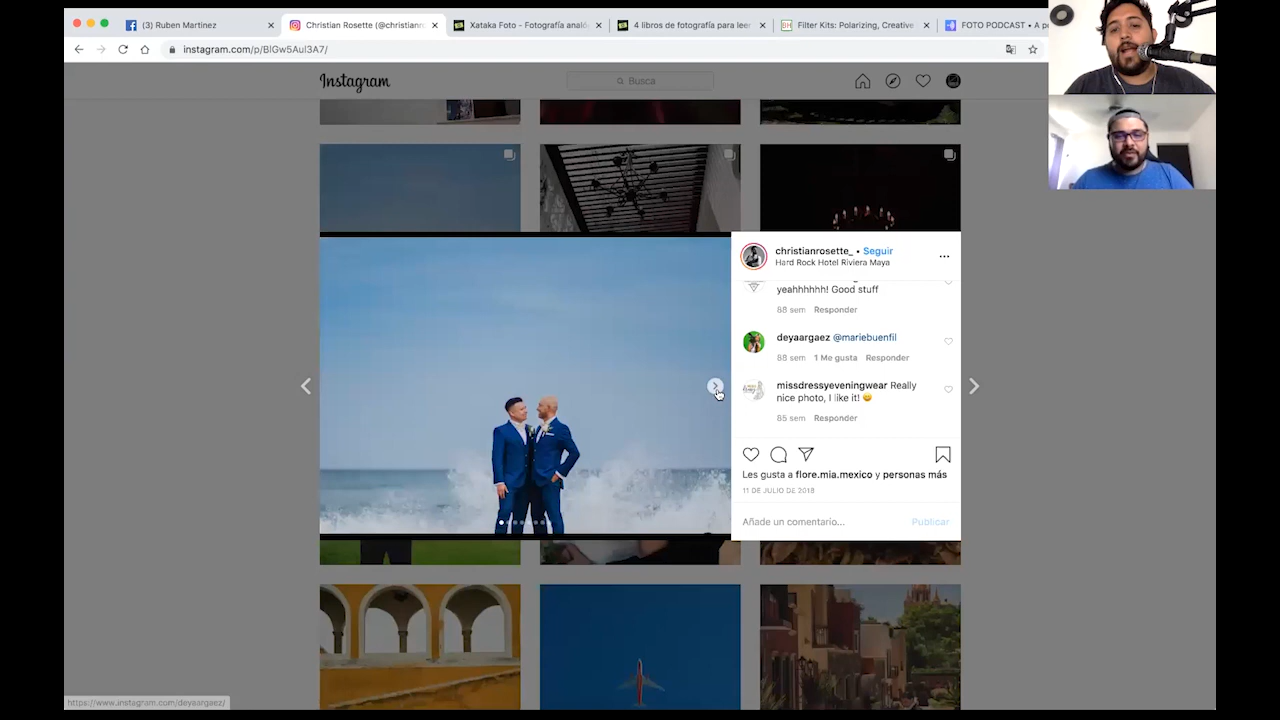 (3) Ruben Martinez
Christian Rosette (@christianro
Xataka Foto - Fotografía análo
4 libros de fotografía para leer
Filter Kits: Polarizing, Creative
FOTO PODCAST • A p
instagram.com/p/BlGw5Aul3A7/
Instagram
Busca
christianrosette_ • Seguir
Hard Rock Hotel Riviera Maya
yeahhhhhh! Good stuff
88 sem Responder
deyaargaez @mariebuenfil
88 sem 1 Me gusta Responder
missdressyeveningwear Really
nice photo, I like it! 😄
85 sem Responder
Les gusta a flore.mia.mexico y personas más
11 DE JULIO DE 2018
Añade un comentario... Publicar
https://www.instagram.com/deyaargaez/